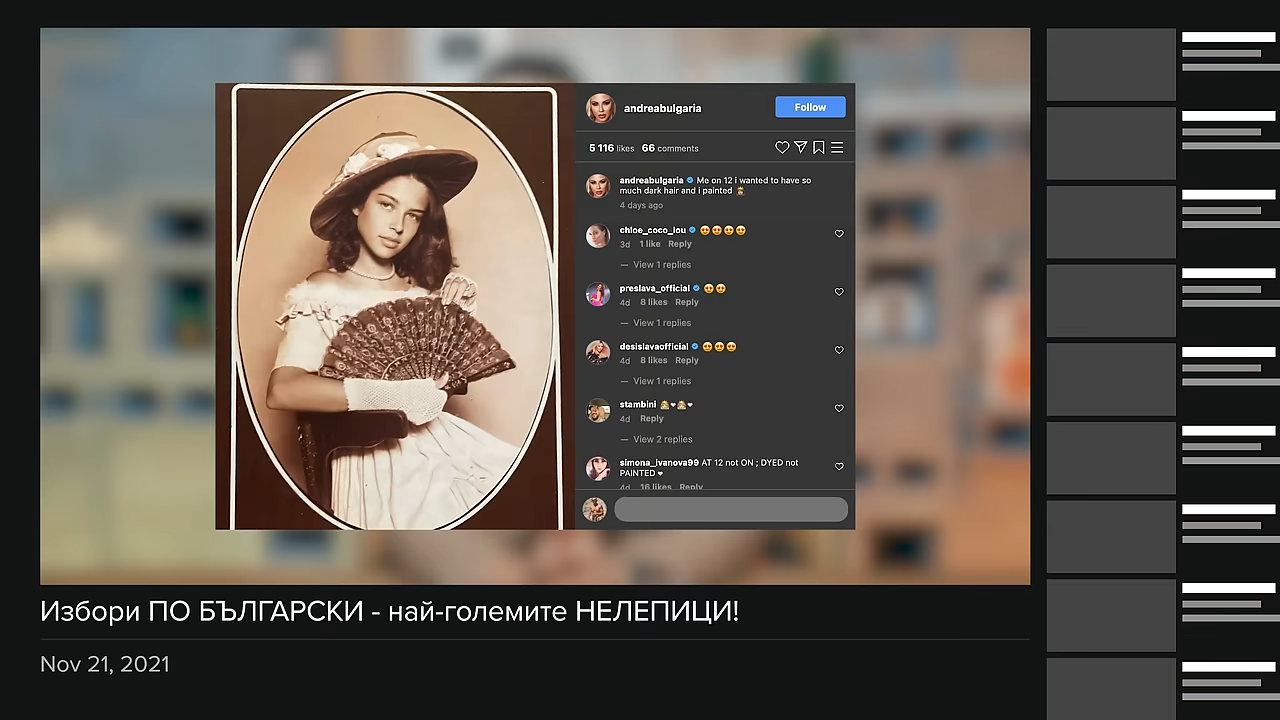 andreabulgaria
Follow
5 116 likes 66 comments
andreabulgaria Me on 12 i wanted to have so
much dark hair and i painted
4 days ago
chloe_coco_lou
3d 1 like Reply
— View 1 replies
preslava_official
4d 8 likes Reply
— View 1 replies
desislavaofficial
4d 8 likes Reply
— View 1 replies
stambini
4d Reply
— View 2 replies
simona_ivanova99 AT 12 not ON ; DYED not
PAINTED
4d 16 likes Reply
Избори ПО БЪЛГАРСКИ - най-големите НЕЛЕПИЦИ!
Nov 21, 2021